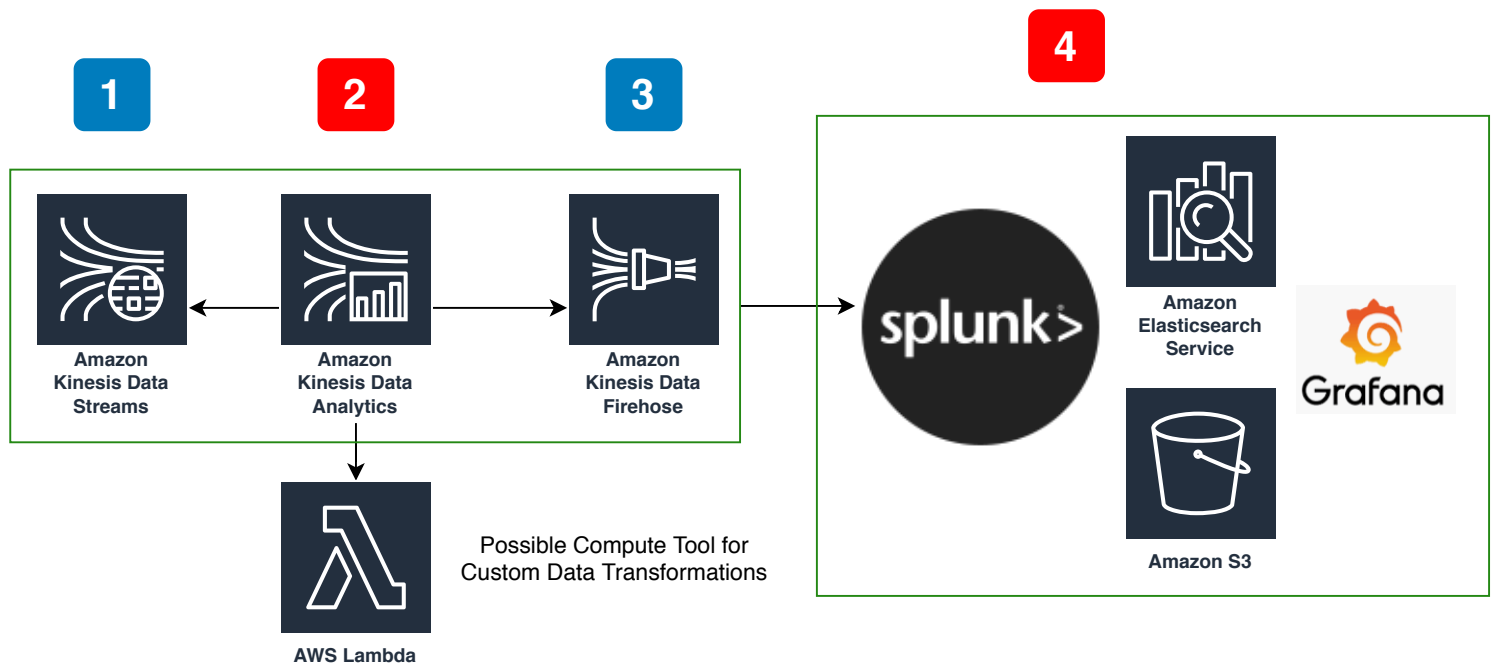 1
2
3
4
Amazon
Kinesis Data
Streams
Amazon
Kinesis Data
Analytics
Amazon
Kinesis Data
Firehose
splunk>
Amazon
Elasticsearch
Service
Grafana
Amazon S3
AWS Lambda
Possible Compute Tool for
Custom Data Transformations